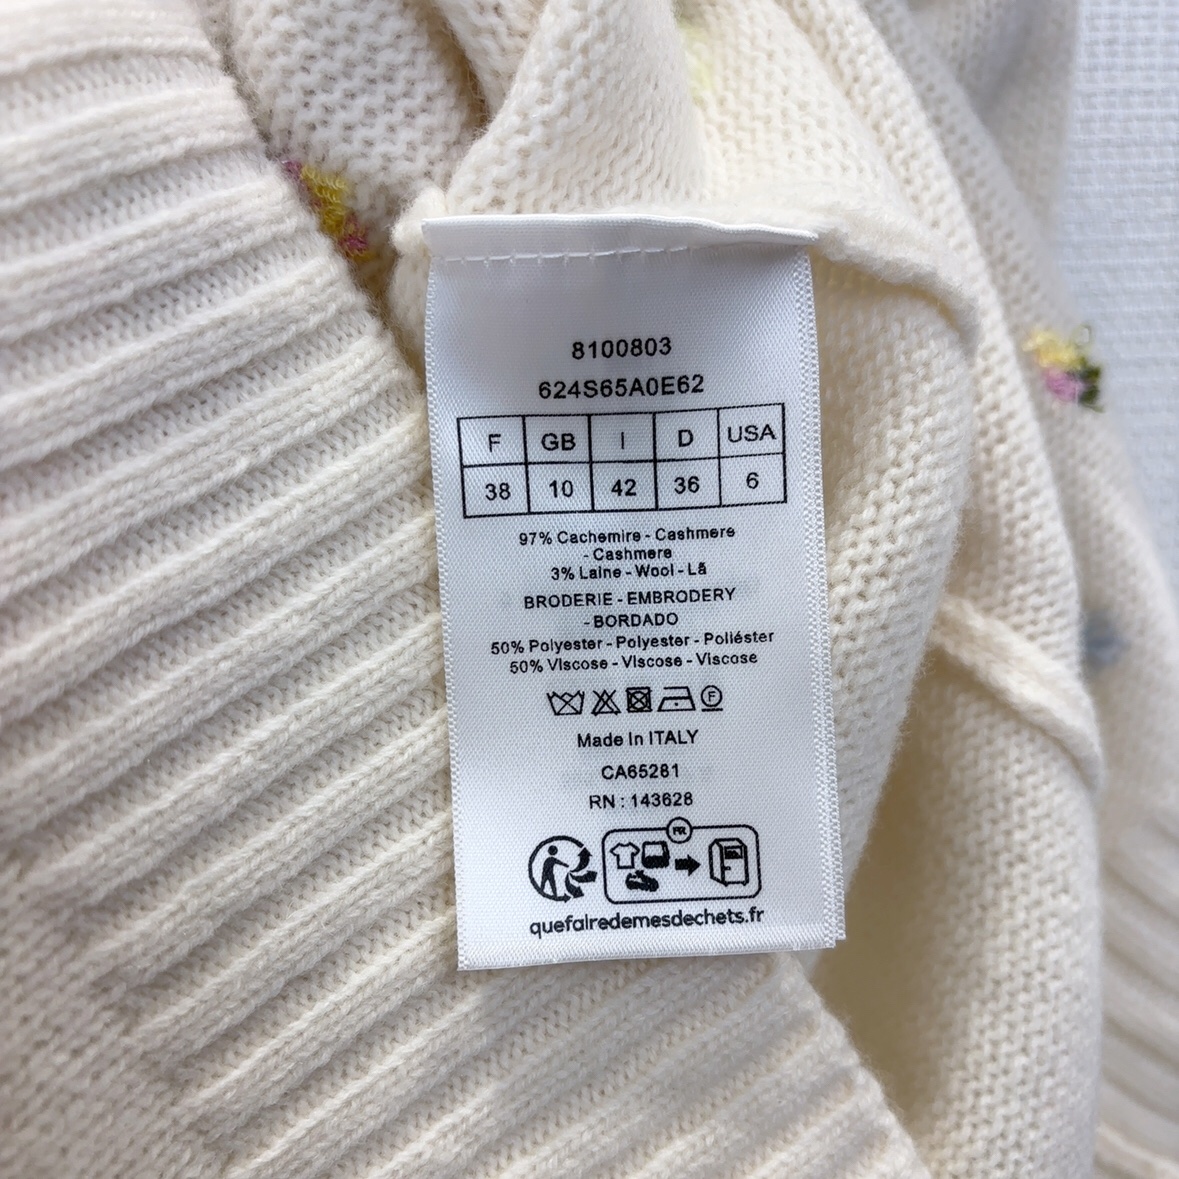 8100803
624S65A0E62
F GB I D USA
38 10 42 36 6
97% Cachemire - Cashmere
- Cashmere
3% Laine - Wool - Lã
BRODERIE - EMBRODERY
- BORDADO
50% Polyester - Polyester - Poliéster
50% Viscose - Viscose - Viscose
F
Made in ITALY
CA65281
RN : 143628
FR
quefairedemesdechets.fr